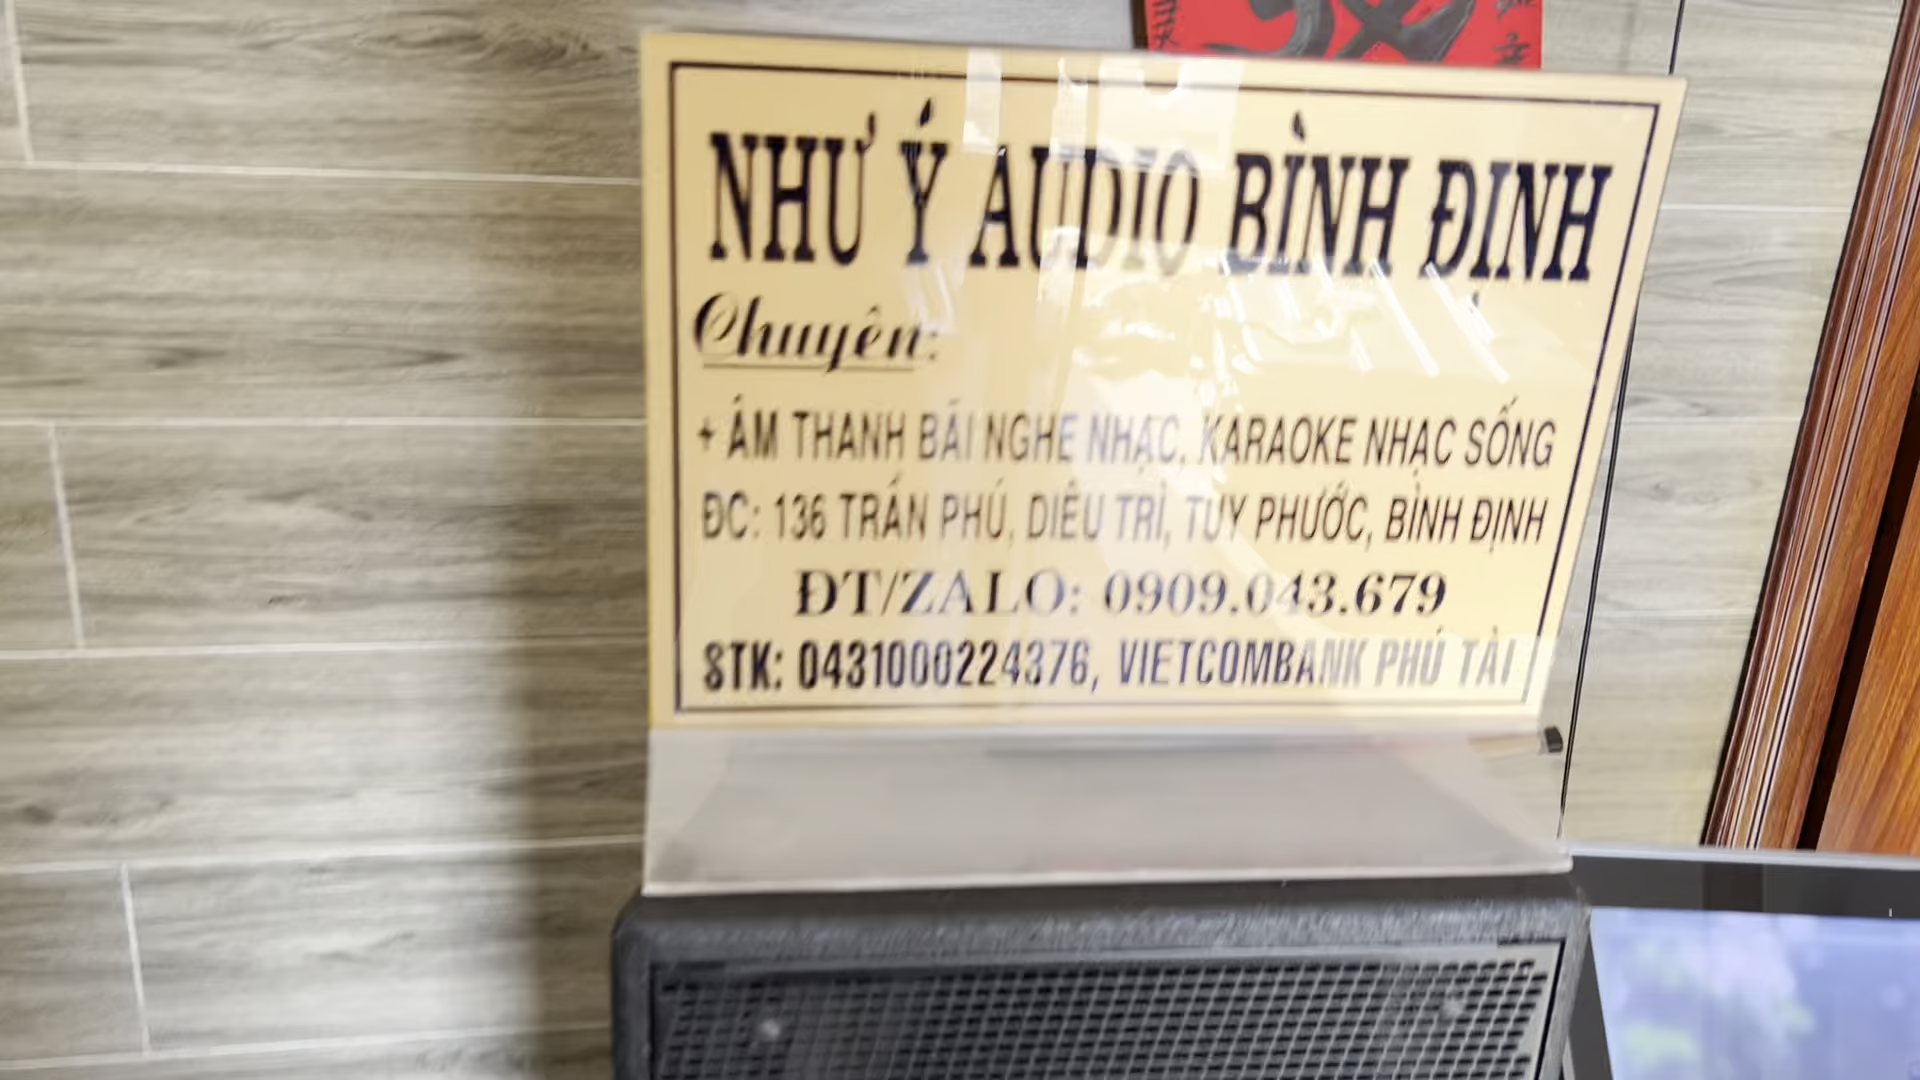 NHƯ Ý AUDIO BÌNH ĐỊNH
Chuyên:
+ ÂM THANH BÃI NGHE NHẠC, KARAOKE NHẠC SỐNG
ĐC: 136 TRẦN PHÚ, DIÊU TRÌ, TUY PHƯỚC, BÌNH ĐỊNH
ĐT/ZALO: 0909.043.679
STK: 0431000224376, VIETCOMBANK PHÚ TÀI